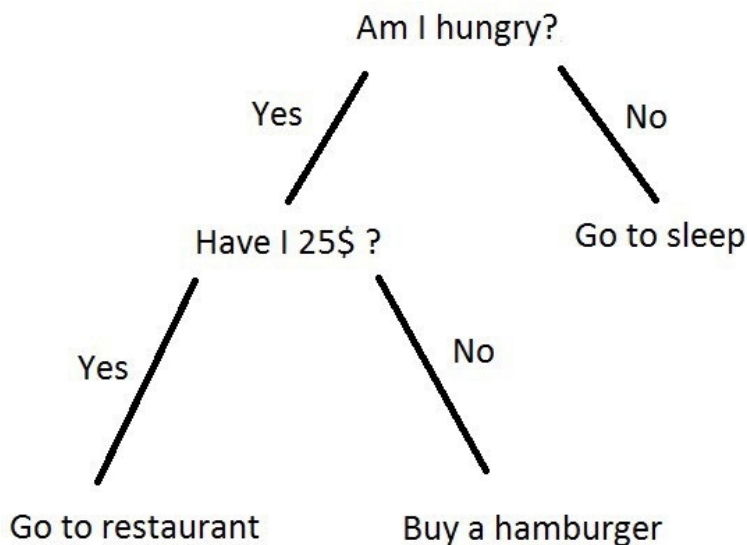 Am I hungry?
Yes
No
Have I 25$ ?
Go to sleep
Yes
No
Go to restaurant
Buy a hamburger